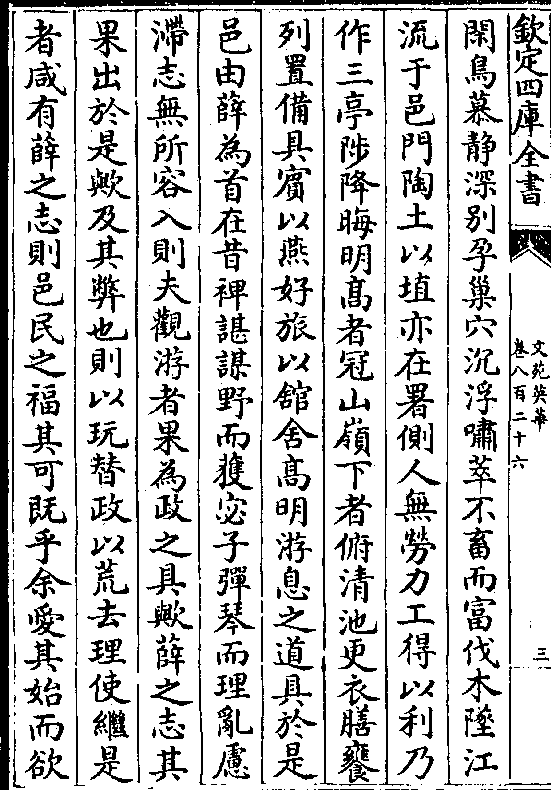 欽定四庫全書
文苑英華
卷八百二十六
三
閑鳥慕静深别孕巢穴沉浮嘯萃不畜而富伐木墜江
流于邑門陶土以埴亦在署側人無勞力工得以利乃
作三亭陟降晦明髙者冠山嶺下者俯清池更衣膳饔
列置備具賓以燕好旅以舘舍髙明游息之道具於是
邑由薛為首在昔裨諶謀野而獲宓子彈琴而理亂慮
滯志無所容入則夫觀游者果為政之具歟薛之志其
果出於是歟及其弊也則以玩替政以荒去理使繼是
者咸有薛之志則邑民之福其可既乎余愛其始而欲